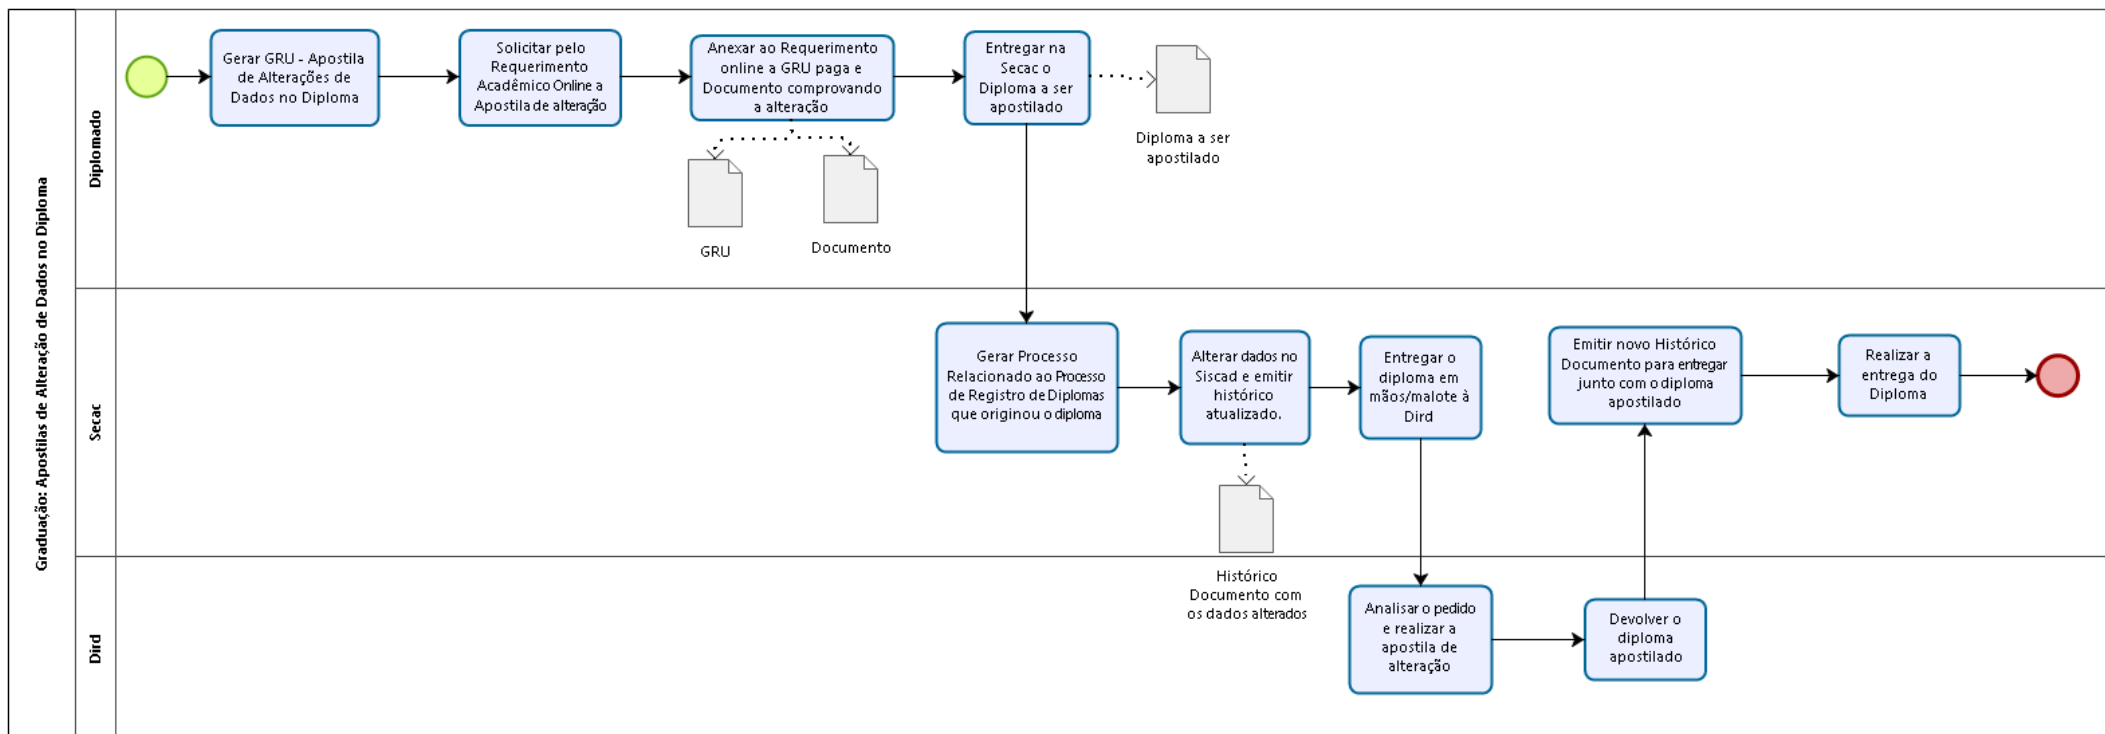 Graduação: Apostilas de Alteração de Dados no Diploma
Diplomado
Gerar GRU - Apostila
de Alterações de
Dados no Diploma
Solicitar pelo
Requerimento
Acadêmico Online a
Apostila de alteração
Anexar ao Requerimento
online a GRU paga e
Documento comprovando
a alteração
Entregar na
Secac o
Diploma a ser
apostilado
Diploma a ser
apostilado
GRU
Documento
Secac
Gerar Processo
Relacionado ao Processo
de Registro de Diplomas
que originou o diploma
Alterar dados no
Siscad e emitir
histórico
atualizado.
Entregar o
diploma em
mãos/malote à
Dird
Emitir novo Histórico
Documento para entregar
junto com o diploma
apostilado
Realizar a
entrega do
Diploma
Histórico
Documento com
os dados alterados
Dird
Analisar o pedido
e realizar a
apostila de
alteração
Devolver o
diploma
apostilado